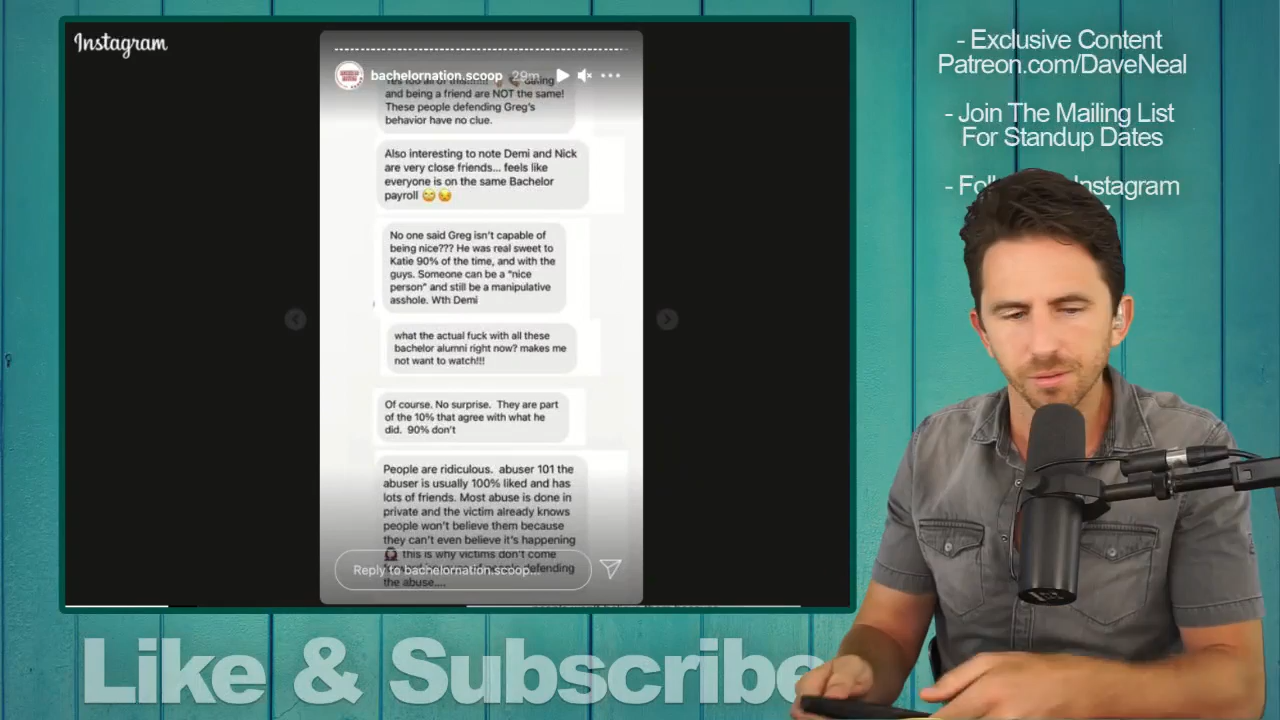 Instagram
bachelornation.scoop 29m
and being a friend are NOT the same!
These people defending Greg's
behavior have no clue.
Also interesting to note Demi and Nick
are very close friends... feels like
everyone is on the same Bachelor
payroll 😅😣
No one said Greg isn't capable of
being nice??? He was real sweet to
Katie 90% of the time, and with the
guys. Someone can be a "nice
person" and still be a manipulative
asshole. Wth Demi
what the actual fuck with all these
bachelor alumni right now? makes me
not want to watch!!!
Of course. No surprise. They are part
of the 10% that agree with what he
did. 90% don't
People are ridiculous. abuser 101 the
abuser is usually 100% liked and has
lots of friends. Most abuse is done in
private and the victim already knows
people won't believe them because
they can't even believe it's happening
🤦🏻‍♀️ this is why victims don't come
Reply to bachelornation.scoop...
defending
the abuse....
- Exclusive Content
Patreon.com/DaveNeal
- Join The Mailing List
For Standup Dates
- Instagram
Like & Subscribe